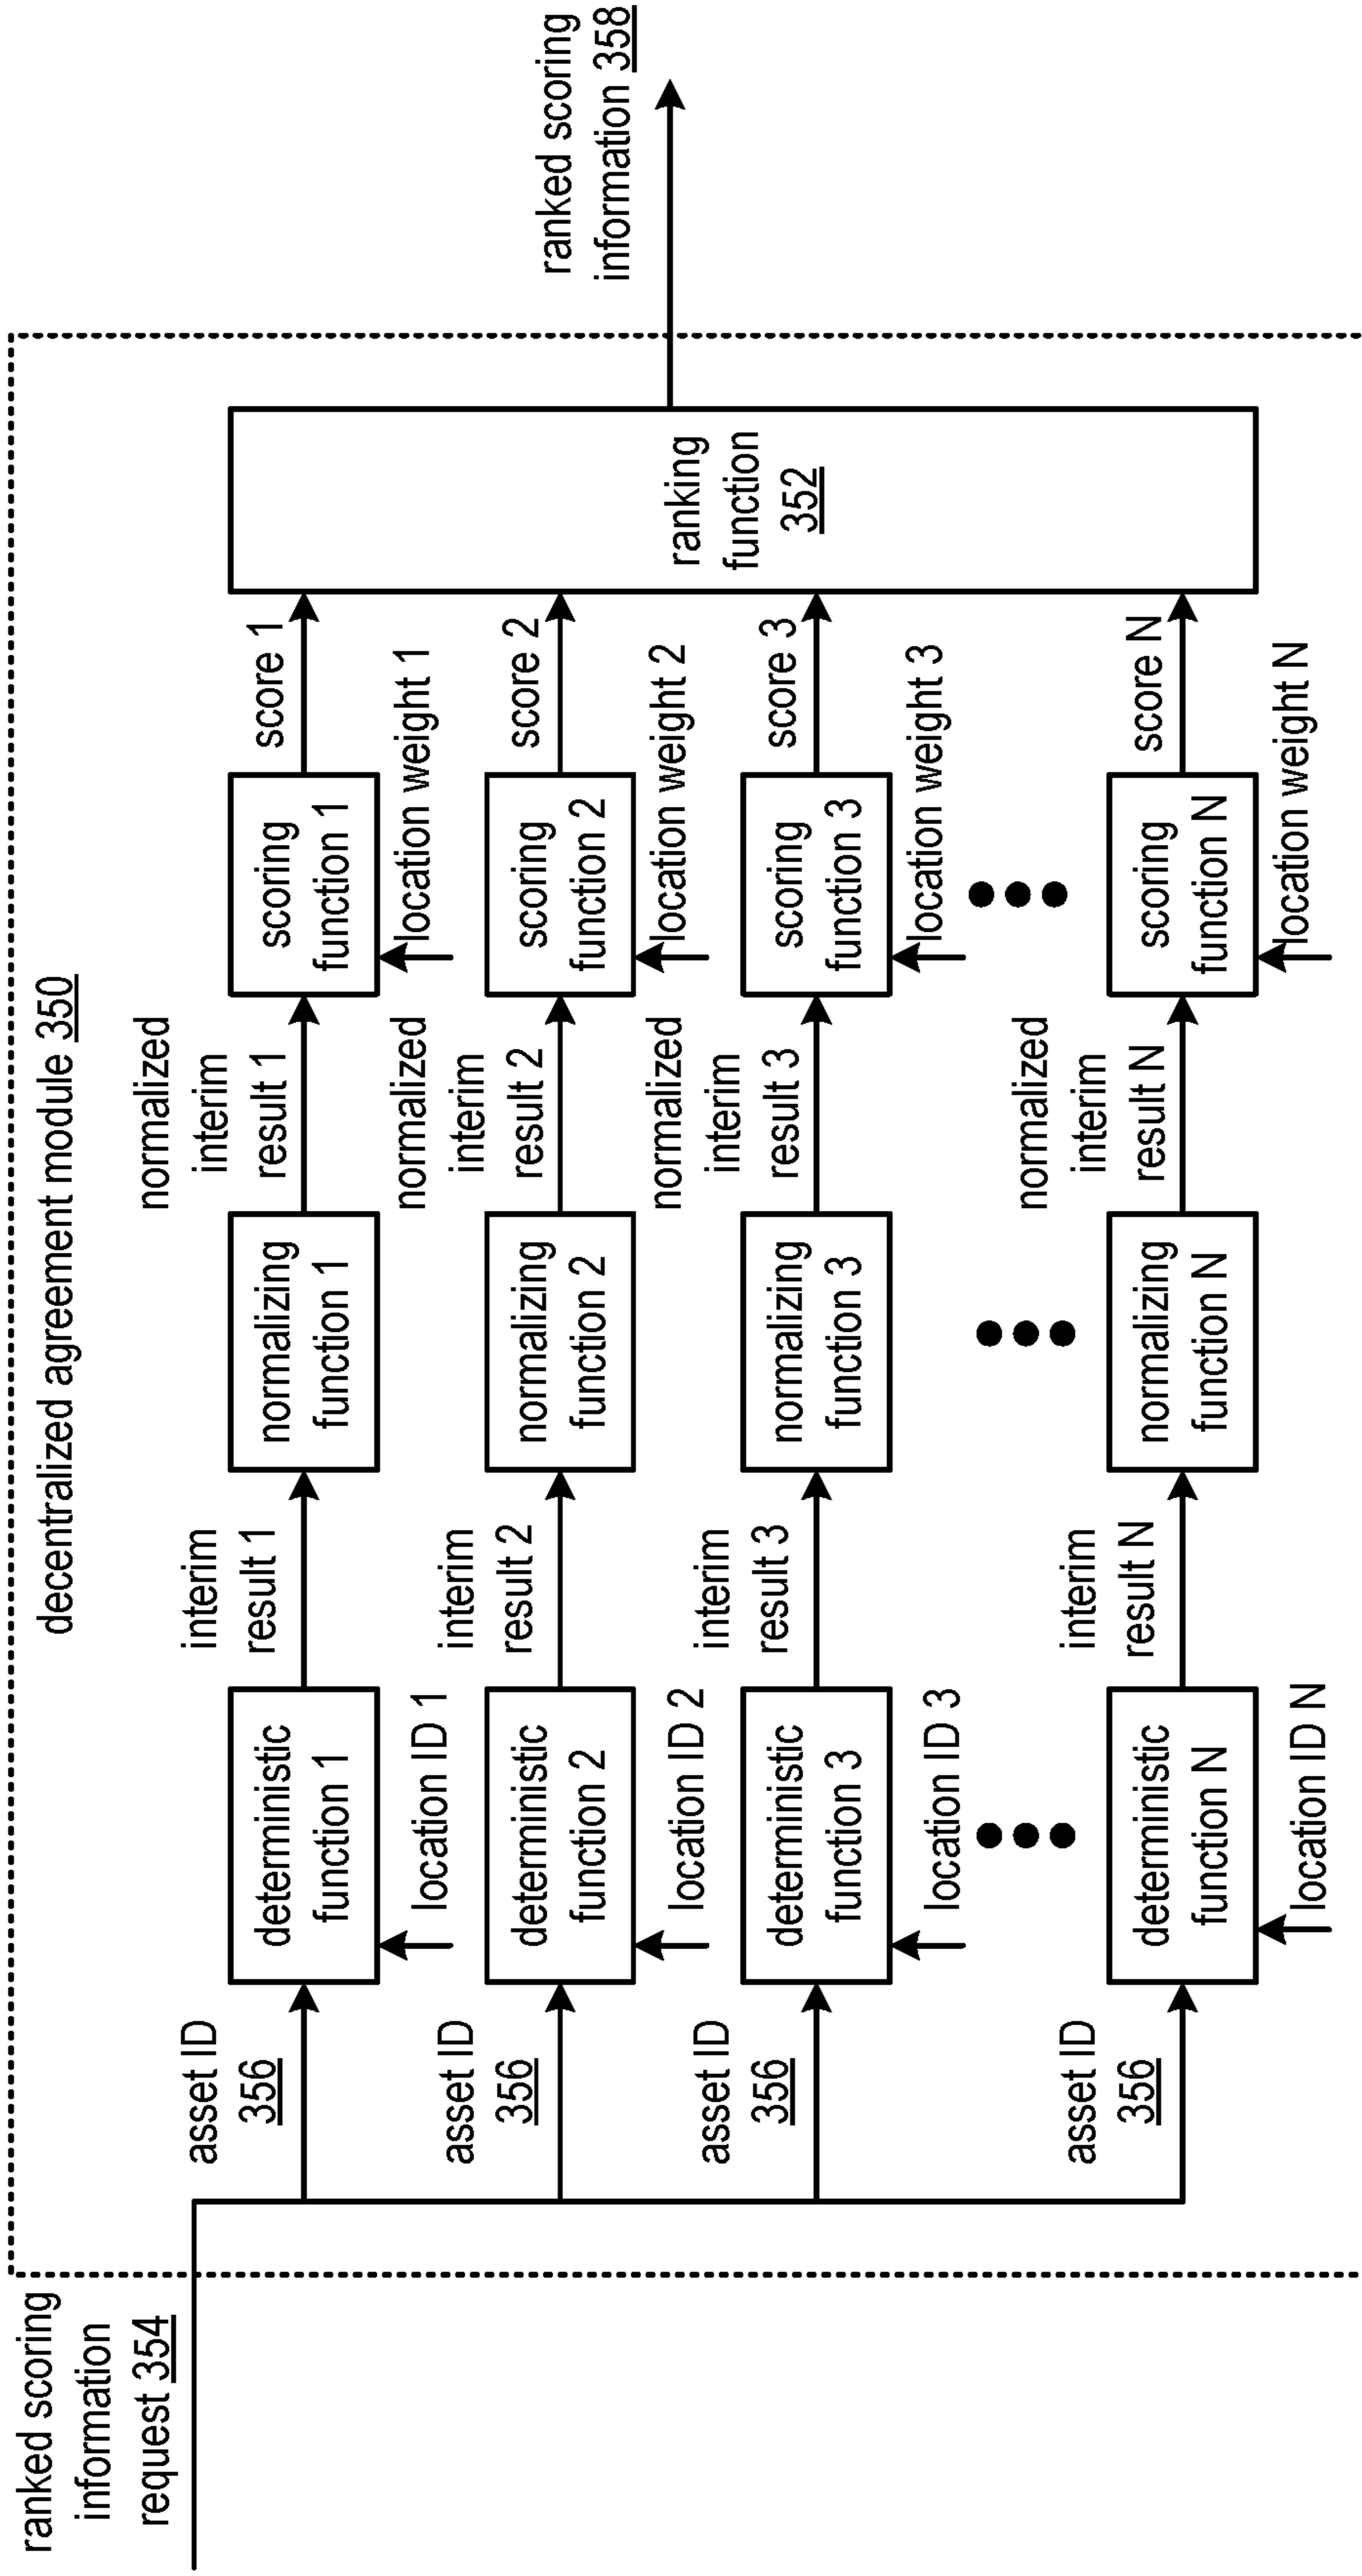 decentralized agreement module 350
ranked scoring
information
request 354
asset ID
356
deterministic
function 1
location ID 1
interim
result 1
normalizing
function 1
normalized
interim
result 1
scoring
function 1
location weight 1
score 1
asset ID
356
deterministic
function 2
location ID 2
interim
result 2
normalizing
function 2
normalized
interim
result 2
scoring
function 2
location weight 2
score 2
asset ID
356
deterministic
function 3
location ID 3
interim
result 3
normalizing
function 3
normalized
interim
result 3
scoring
function 3
location weight 3
score 3
asset ID
356
deterministic
function N
location ID N
interim
result N
normalizing
function N
normalized
interim
result N
scoring
function N
location weight N
score N
ranking
function
352
ranked scoring
information 358